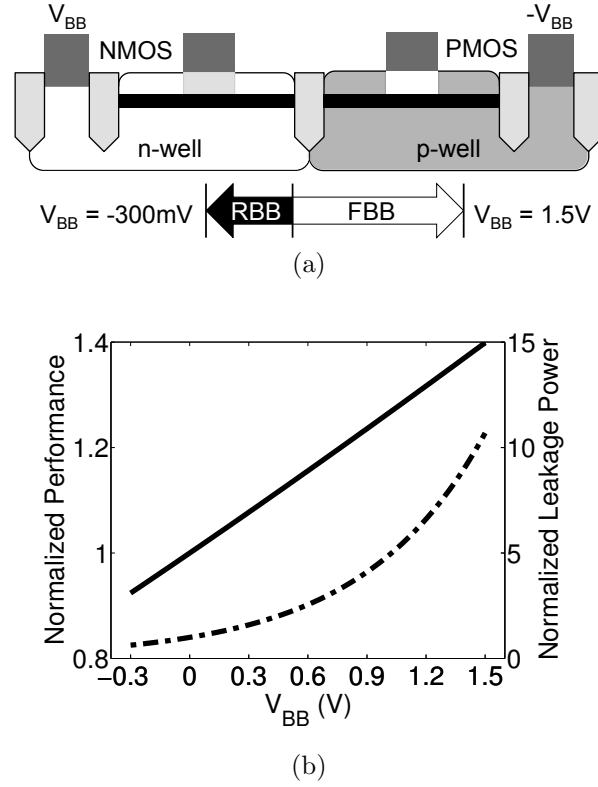 V_BB NMOS PMOS -V_BB
n-well p-well
V_BB = -300mV RBB FBB V_BB = 1.5V
(a)
Normalized Performance
1.4
1.2
1
0.8
15
10
5
0
Normalized Leakage Power
−0.3 0 0.3 0.6 0.9 1.2 1.5
V_BB (V)
(b)